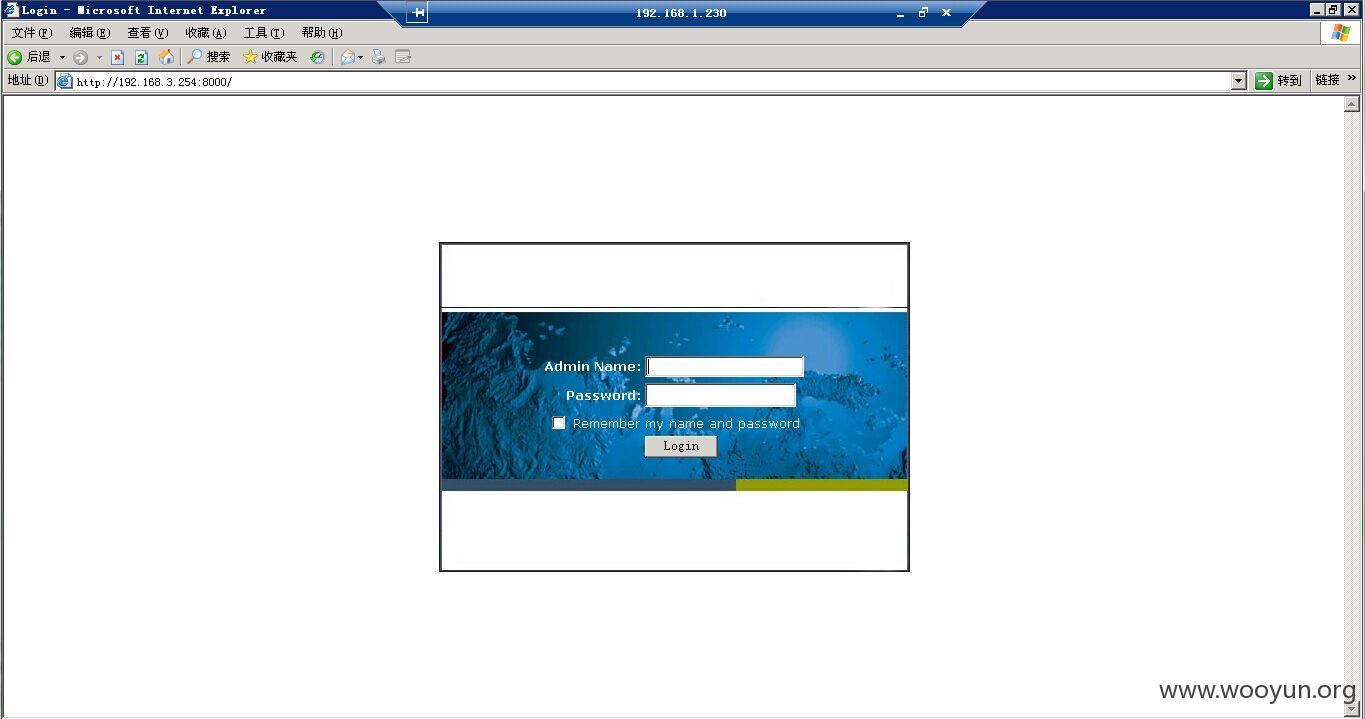 Login - Microsoft Internet Explorer
192.168.1.230
文件(F) 编辑(E) 查看(V) 收藏(A) 工具(T) 帮助(H)
后退 搜索 收藏夹
地址(D) http://192.168.3.254:8000/ 转到 链接 »
Admin Name:
Password:
Remember my name and password
Login
www.wooyun.org